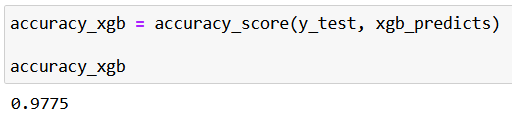 accuracy_xgb = accuracy_score(y_test, xgb_predicts)
accuracy_xgb
0.9775